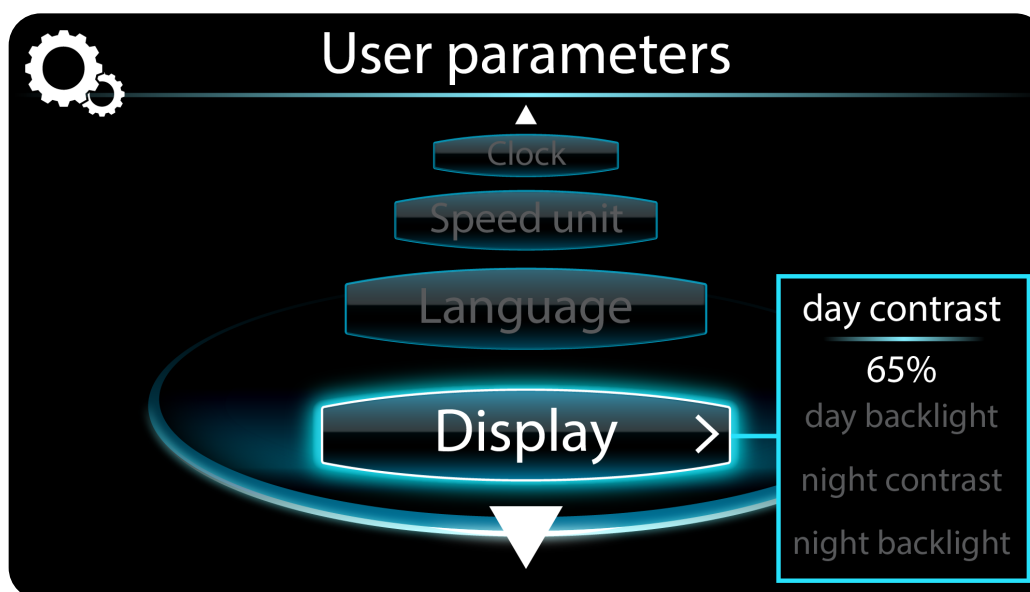 User parameters
Clock
Speed unit
Language
Display
day contrast
65%
day backlight
night contrast
night backlight